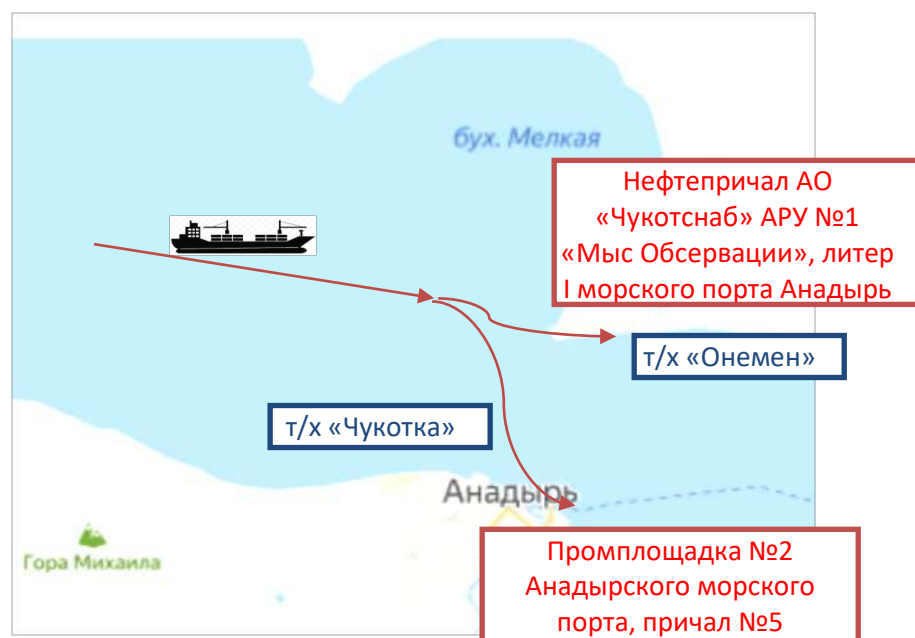 бух. Мелкая
Нефтепричал АО
«Чукотснаб» АРУ №1
«Мыс Обсервации», литер
I морского порта Анадырь
т/х «Онемен»
т/х «Чукотка»
Анадырь
Гора Михаила
Промплощадка №2
Анадырского морского
порта, причал №5